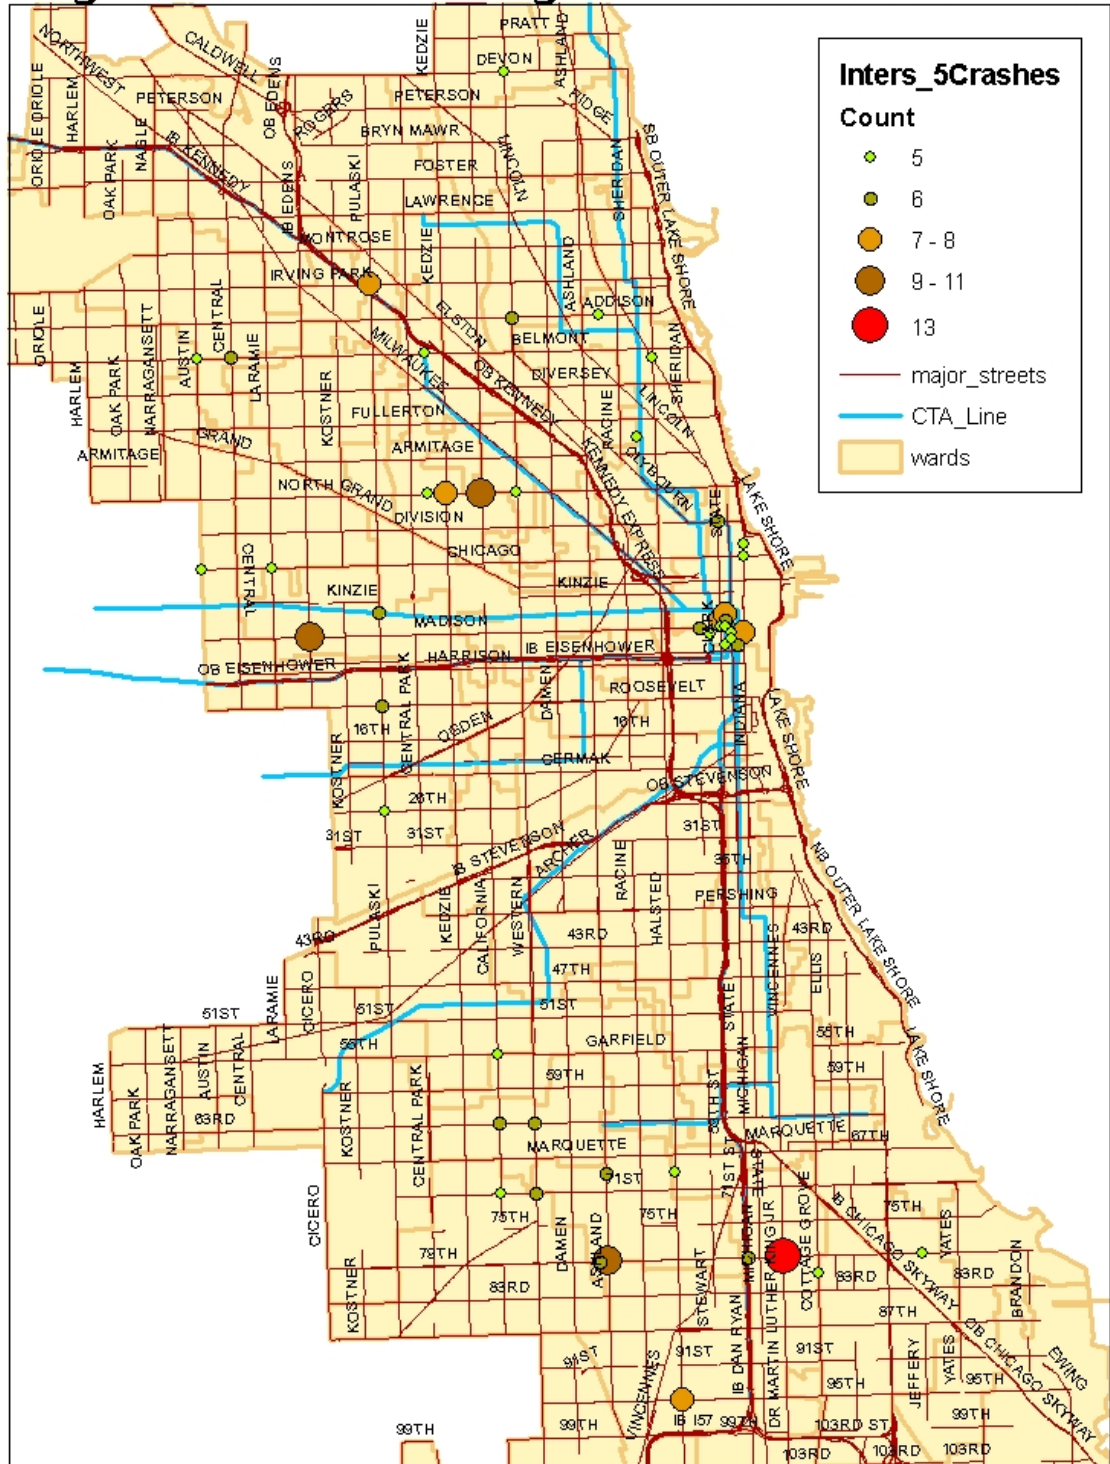 PRATT
KEDZIE
ASHLAND
DEVON
NORTHWEST
CALDWELL
OB EDENS
PETERSON
PETERSON
RIDGE
ROGERS
BRYN MAWR
ORIOLE
ORIOLE
HARLEM
NAGLE
IB KENNEDY
OAK PARK
IB EDENS
PULASKI
FOSTER
LINCOLN
LAWRENCE
SHERIDAN
SB OUTER LAKE SHORE
MONTROSE
KEDZIE
ASHLAND
IRVING PARK
ADDISON
ELSTON
BELMONT
ORIOLE
NARRAGANSETT
AUSTIN
CENTRAL
LARAMIE
HARLEM
OAK PARK
MILWAUKEE
OB KENNEDY
DIVERSEY
SHERIDAN
LINCOLN
RACINE
KOSTNER
FULLERTON
GRAND
ARMITAGE
ARMITAGE
CLYBOURN
KENNEDY EXPRESS
NORTH GRAND
DIVISION
STATE
LAKE SHORE
CHICAGO
CENTRAL
KINZIE
KINZIE
MADISON
CLARK
HARRISON
IB EISENHOWER
OB EISENHOWER
ROOSEVELT
DAMEN
16TH
16TH
CENTRAL PARK
OGDEN
INDIANA
LAKE SHORE
CERMAK
KOSTNER
OB STEVENSON
26TH
31ST
31ST
31ST
IB STEVENSON
ARCHER
35TH
RACINE
HALSTED
PERSHING
NB OUTER LAKE SHORE
PULASKI
KEDZIE
CALIFORNIA
WESTERN
43RD
43RD
43RD
VINCENNES
ELLIS
47TH
LARAMIE
CICERO
51ST
51ST
51ST
STATE
55TH
GARFIELD
55TH
LAKE SHORE
HARLEM
OAK PARK
NARRAGANSETT
AUSTIN
CENTRAL
63RD
KOSTNER
CENTRAL PARK
59TH
59TH
MICHIGAN
MARQUETTE
MARQUETTE
67TH
71ST
71ST ST
STATE
CICERO
75TH
75TH
75TH
COTTAGE GROVE
IB CHICAGO SKYWAY
YATES
79TH
DAMEN
ASHLAND
STEWART
MICHIGAN
DR MARTIN LUTHER KING JR
KOSTNER
83RD
83RD
83RD
BRANDON
87TH
OB CHICAGO SKYWAY
IB DAN RYAN
91ST
91ST
91ST
EWING
VINCENNES
95TH
95TH
JEFFERY
YATES
99TH
99TH
IB I57
99TH
99TH
103RD ST
103RD
103RD
103RD
Inters_5Crashes
Count
5
6
7 - 8
9 - 11
13
major_streets
CTA_Line
wards